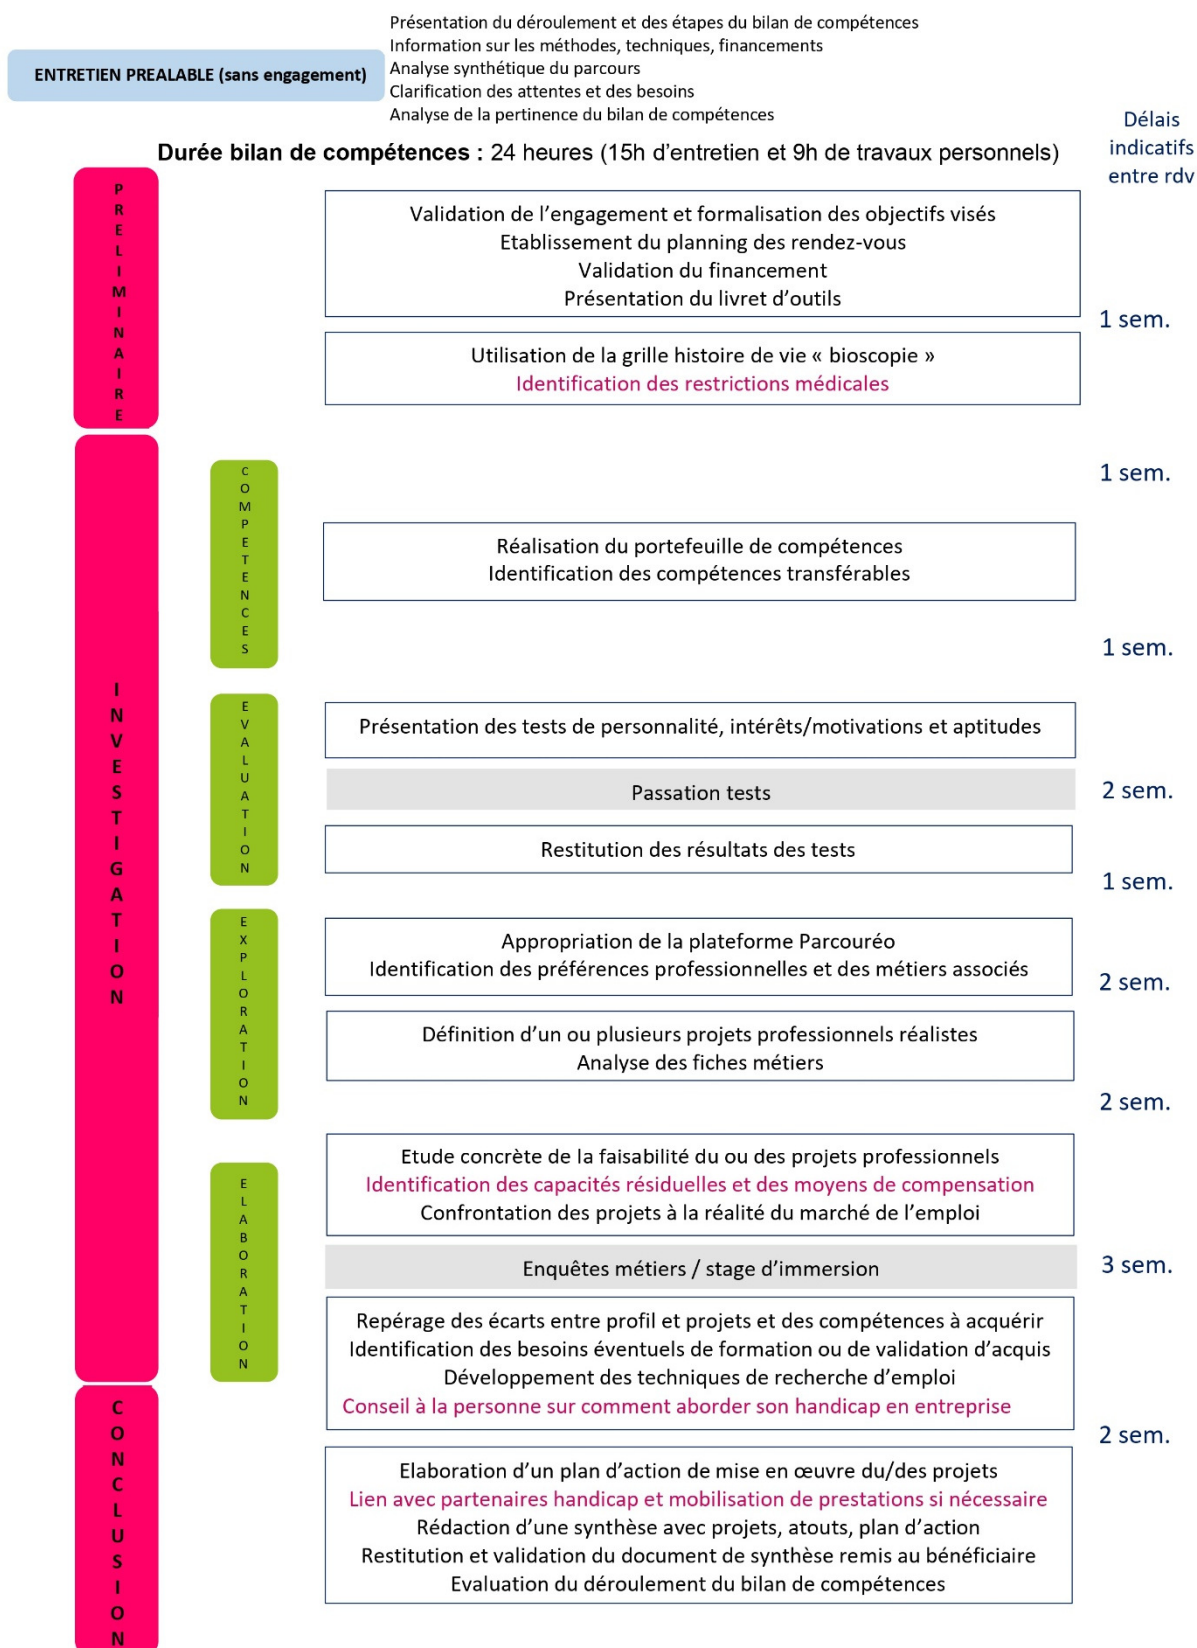 Présentation du déroulement et des étapes du bilan de compétences
Information sur les méthodes, techniques, financements
ENTRETIEN PREALABLE (sans engagement)
Analyse synthétique du parcours
Clarification des attentes et des besoins
Analyse de la pertinence du bilan de compétences
Délais
indicatifs
entre rdv
Durée bilan de compétences : 24 heures (15h d'entretien et 9h de travaux personnels)
PRELIMINAIRE
Validation de l'engagement et formalisation des objectifs visés
Etablissement du planning des rendez-vous
Validation du financement
Présentation du livret d'outils
1 sem.
Utilisation de la grille histoire de vie « bioscopie »
Identification des restrictions médicales
INVESTIGATION
1 sem.
COMPETENCES
Réalisation du portefeuille de compétences
Identification des compétences transférables
1 sem.
EVALUATION
Présentation des tests de personnalité, intérêts/motivations et aptitudes
Passation tests
2 sem.
Restitution des résultats des tests
1 sem.
EXPLORATION
Appropriation de la plateforme Parcouréo
Identification des préférences professionnelles et des métiers associés
2 sem.
Définition d'un ou plusieurs projets professionnels réalistes
Analyse des fiches métiers
2 sem.
ELABORATION
Etude concrète de la faisabilité du ou des projets professionnels
Identification des capacités résiduelles et des moyens de compensation
Confrontation des projets à la réalité du marché de l'emploi
Enquêtes métiers / stage d'immersion
3 sem.
Repérage des écarts entre profil et projets et des compétences à acquérir
Identification des besoins éventuels de formation ou de validation d'acquis
Développement des techniques de recherche d'emploi
Conseil à la personne sur comment aborder son handicap en entreprise
2 sem.
CONCLUSION
Elaboration d'un plan d'action de mise en œuvre du/des projets
Lien avec partenaires handicap et mobilisation de prestations si nécessaire
Rédaction d'une synthèse avec projets, atouts, plan d'action
Restitution et validation du document de synthèse remis au bénéficiaire
Evaluation du déroulement du bilan de compétences